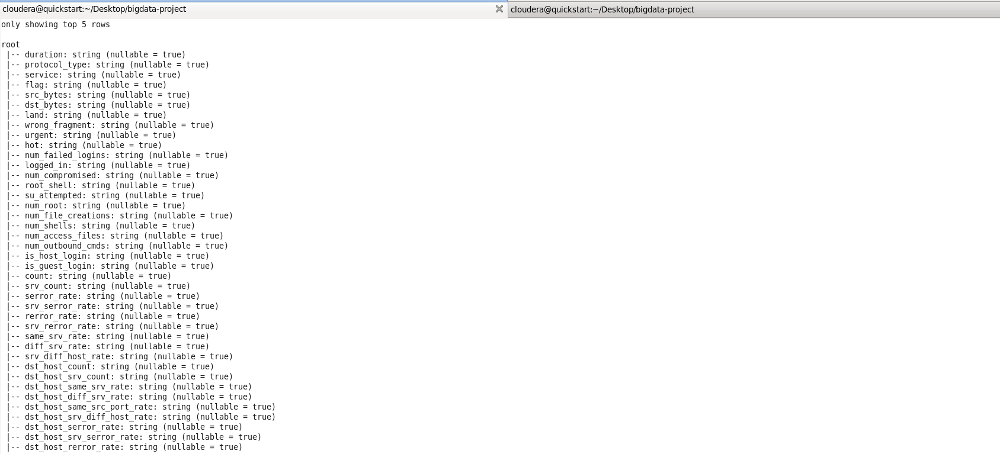 cloudera@quickstart:~/Desktop/bigdata-project
cloudera@quickstart:~/Desktop/bigdata-project
only showing top 5 rows
root
|-- duration: string (nullable = true)
|-- protocol_type: string (nullable = true)
|-- service: string (nullable = true)
|-- flag: string (nullable = true)
|-- src_bytes: string (nullable = true)
|-- dst_bytes: string (nullable = true)
|-- land: string (nullable = true)
|-- wrong_fragment: string (nullable = true)
|-- urgent: string (nullable = true)
|-- hot: string (nullable = true)
|-- num_failed_logins: string (nullable = true)
|-- logged_in: string (nullable = true)
|-- num_compromised: string (nullable = true)
|-- root_shell: string (nullable = true)
|-- su_attempted: string (nullable = true)
|-- num_root: string (nullable = true)
|-- num_file_creations: string (nullable = true)
|-- num_shells: string (nullable = true)
|-- num_access_files: string (nullable = true)
|-- num_outbound_cmds: string (nullable = true)
|-- is_host_login: string (nullable = true)
|-- is_guest_login: string (nullable = true)
|-- count: string (nullable = true)
|-- srv_count: string (nullable = true)
|-- serror_rate: string (nullable = true)
|-- srv_serror_rate: string (nullable = true)
|-- rerror_rate: string (nullable = true)
|-- srv_rerror_rate: string (nullable = true)
|-- same_srv_rate: string (nullable = true)
|-- diff_srv_rate: string (nullable = true)
|-- srv_diff_host_rate: string (nullable = true)
|-- dst_host_count: string (nullable = true)
|-- dst_host_srv_count: string (nullable = true)
|-- dst_host_same_srv_rate: string (nullable = true)
|-- dst_host_diff_srv_rate: string (nullable = true)
|-- dst_host_same_src_port_rate: string (nullable = true)
|-- dst_host_srv_diff_host_rate: string (nullable = true)
|-- dst_host_serror_rate: string (nullable = true)
|-- dst_host_srv_serror_rate: string (nullable = true)
|-- dst_host_rerror_rate: string (nullable = true)